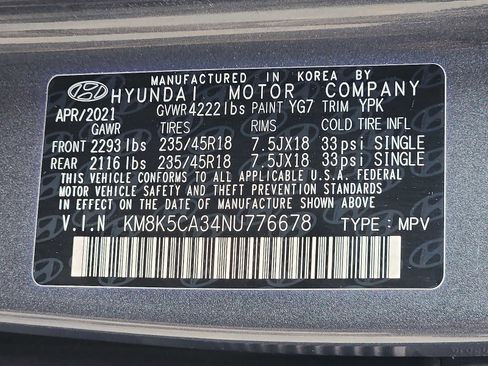 MANUFACTURED IN KOREA BY
HYUNDAI MOTOR COMPANY
APR/2021 GVWR 4222 lbs PAINT YG7 TRIM YPK
GAWR TIRES RIMS COLD TIRE INFL
FRONT 2293 lbs 235/45R18 7.5JX18 33psi SINGLE
REAR 2116 lbs 235/45R18 7.5JX18 33psi SINGLE
THIS VEHICLE CONFORMS TO ALL APPLICABLE U.S.A. FEDERAL
MOTOR VEHICLE SAFETY AND THEFT PREVENTION STANDARDS
IN EFFECT ON THE DATE OF MANUFACTURE SHOWN ABOVE.
V.I.N KM8K5CA34NU776678 TYPE : MPV